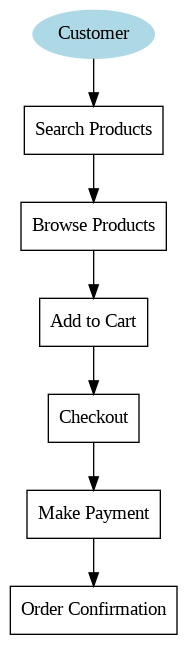 Customer
Search Products
Browse Products
Add to Cart
Checkout
Make Payment
Order Confirmation